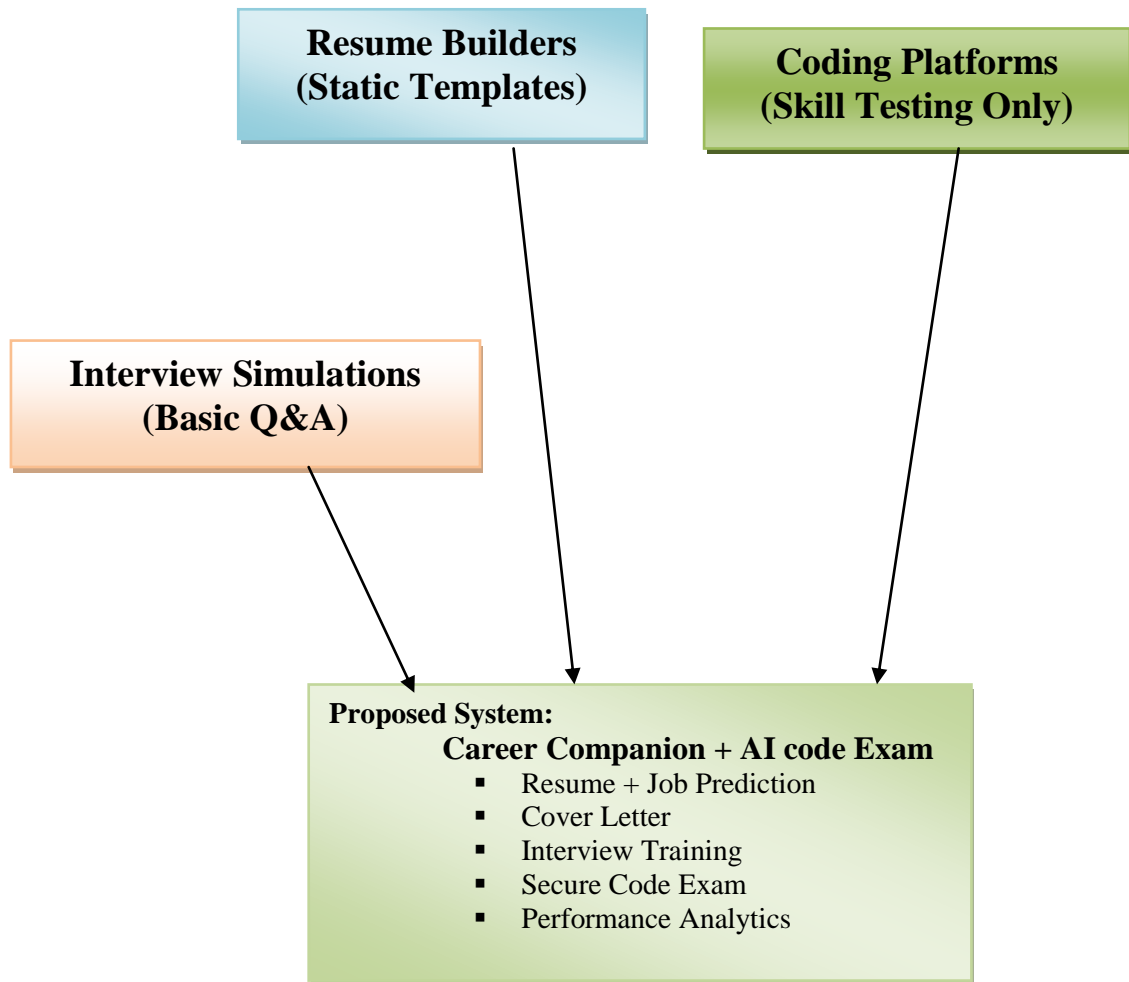 Resume Builders
(Static Templates)
Coding Platforms
(Skill Testing Only)
Interview Simulations
(Basic Q&A)
Proposed System:
Career Companion + AI code Exam
▪ Resume + Job Prediction
▪ Cover Letter
▪ Interview Training
▪ Secure Code Exam
▪ Performance Analytics